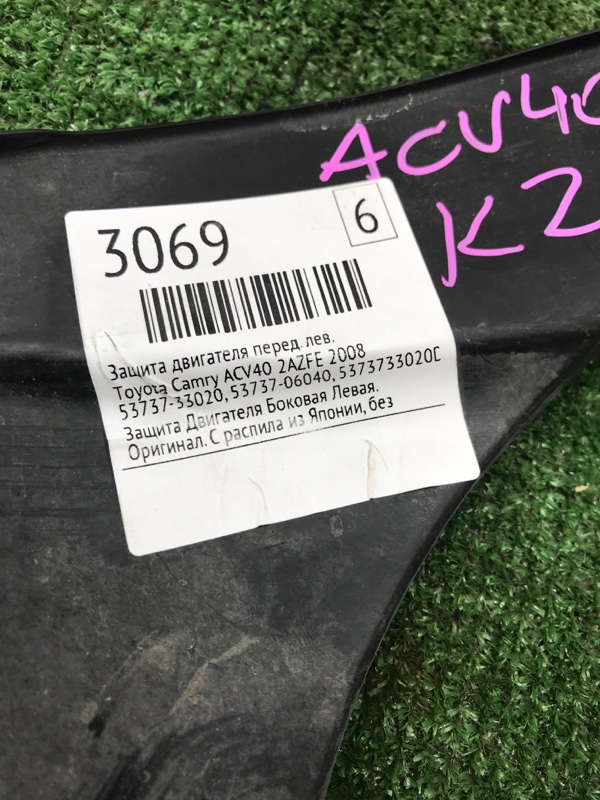 ACV40
K2
3069
6
Защита двигателя перед. лев.
Toyota Camry ACV40 2AZFE 2008
53737-33020, 53737-06040, 5373733020
Защита Двигателя Боковая Левая.
Оригинал. С распила из Японии, без